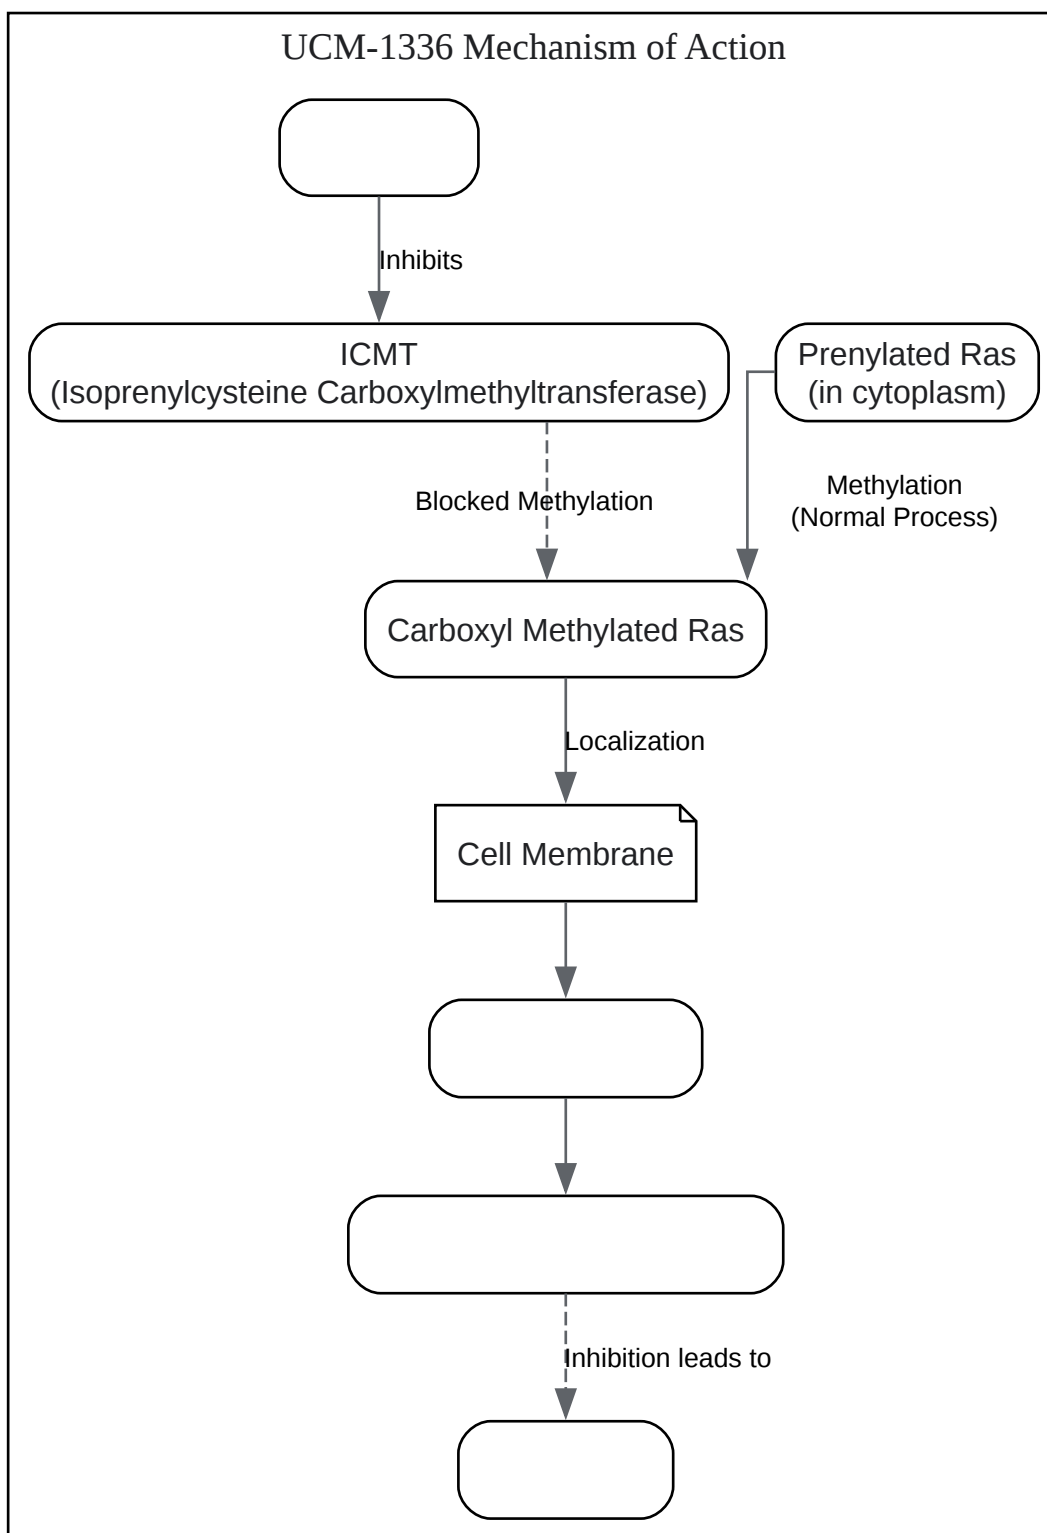 UCM-1336 Mechanism of Action
Inhibits
ICMT
(Isoprenylcysteine Carboxylmethyltransferase)
Prenylated Ras
(in cytoplasm)
Blocked Methylation
Methylation
(Normal Process)
Carboxyl Methylated Ras
Localization
Cell Membrane
Inhibition leads to